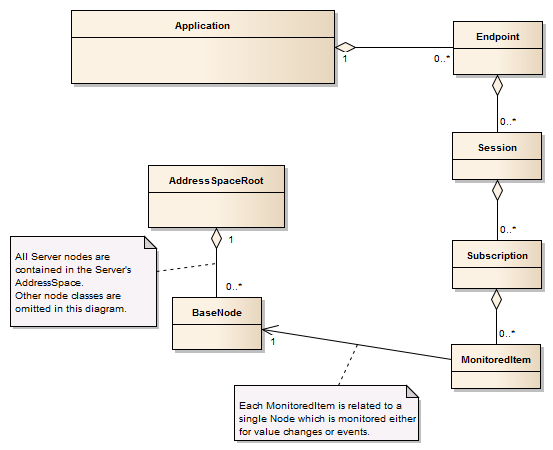 Application
1
0..*
Endpoint
0..*
Session
0..*
Subscription
0..*
MonitoredItem
AddressSpaceRoot
1
0..*
BaseNode
1
All Server nodes are
contained in the Server's
AddressSpace.
Other node classes are
omitted in this diagram.
Each MonitoredItem is related to a
single Node which is monitored either
for value changes or events.